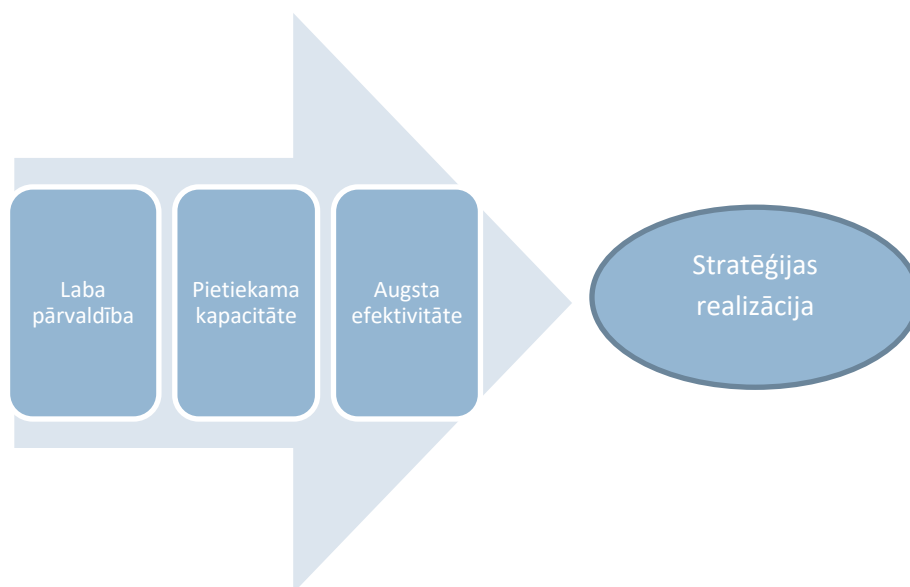 Laba
pārvaldība
Pietiekama
kapacitāte
Augsta
efektivitāte
Stratēģijas
realizācija